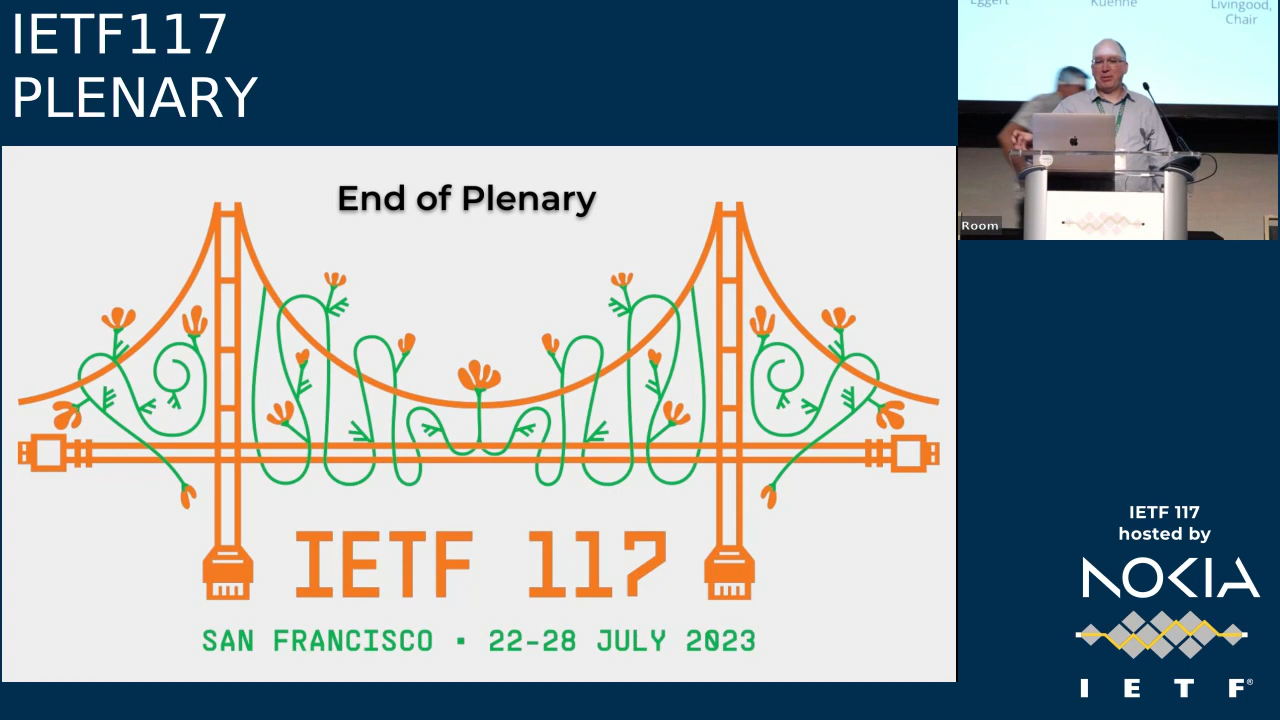 IETF117
PLENARY
Eggert
Kuehne
Livingood,
Chair
Room
End of Plenary
IETF 117
SAN FRANCISCO ▪ 22-28 JULY 2023
IETF 117
hosted by
NOKIA
I E T F®